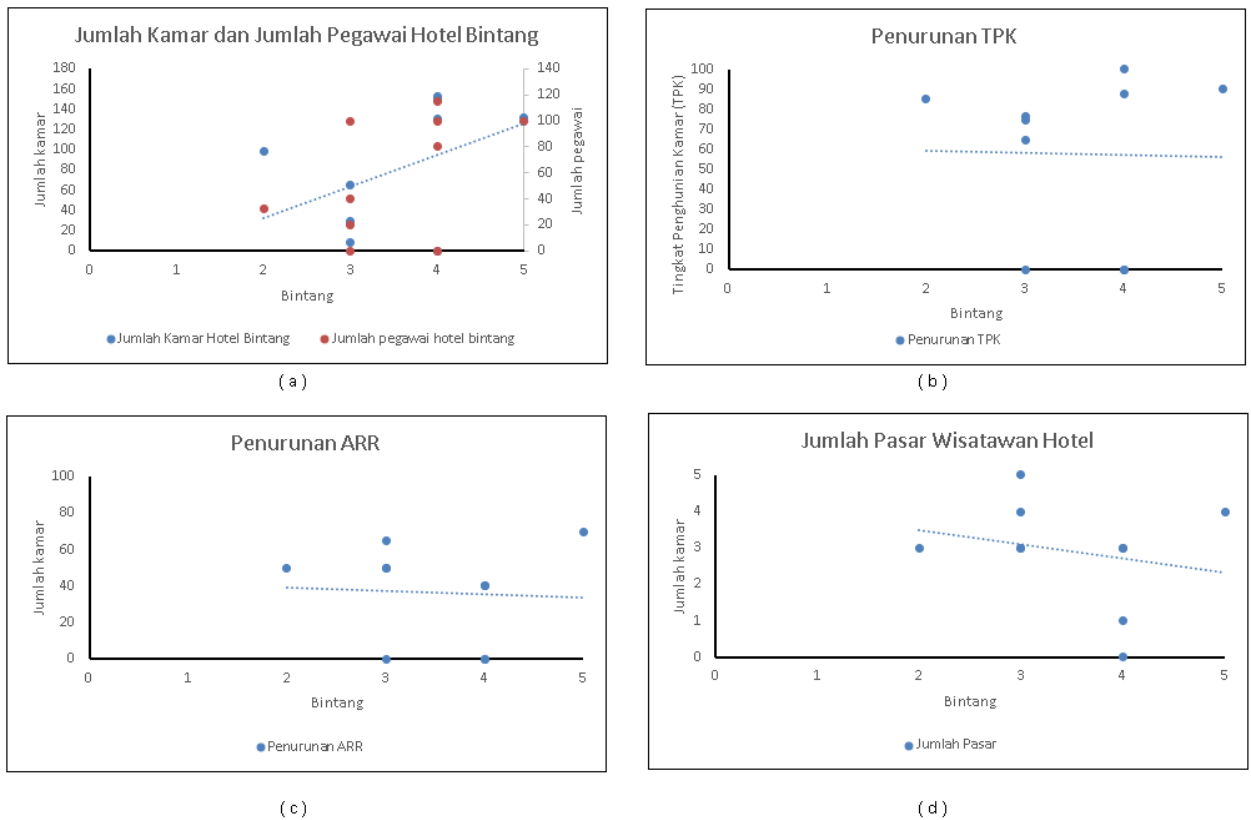 Jumlah Kamar dan Jumlah Pegawai Hotel Bintang
180
160
140
120
100
80
60
40
20
0
140
120
100
80
60
40
20
0
Jumlah kamar
Jumlah pegawai
0 1 2 3 4 5
Bintang
Jumlah Kamar Hotel Bintang Jumlah pegawai hotel bintang
( a )
Penurunan TPK
100
90
80
70
60
50
40
30
20
10
0
Tingkat Penghunian Kamar (TPK)
0 1 2 3 4 5
Bintang
Penurunan TPK
( b )
Penurunan ARR
100
80
60
40
20
0
Jumlah kamar
0 1 2 3 4 5
Bintang
Penurunan ARR
( c )
Jumlah Pasar Wisatawan Hotel
5
4
3
2
1
0
Jumlah kamar
0 1 2 3 4 5
Bintang
Jumlah Pasar
( d )